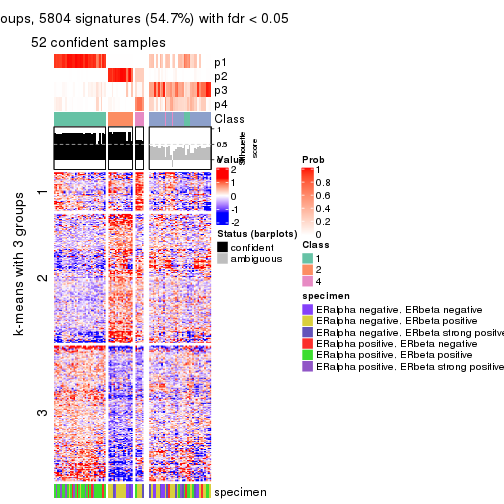 oups, 5804 signatures (54.7%) with fdr < 0.05
52 confident samples
p1
p2
p3
p4
Class
1
0.5
0
Silhouette
score
k-means with 3 groups
1
2
3
Value
2
1
0
-1
-2
Status (barplots)
confident
ambiguous
Prob
1
0.8
0.6
0.4
0.2
0
Class
1
2
4
specimen
ERalpha negative. ERbeta negative
ERalpha negative. ERbeta positive
ERalpha negative. ERbeta strong positive
ERalpha positive. ERbeta negative
ERalpha positive. ERbeta positive
ERalpha positive. ERbeta strong positive
specimen